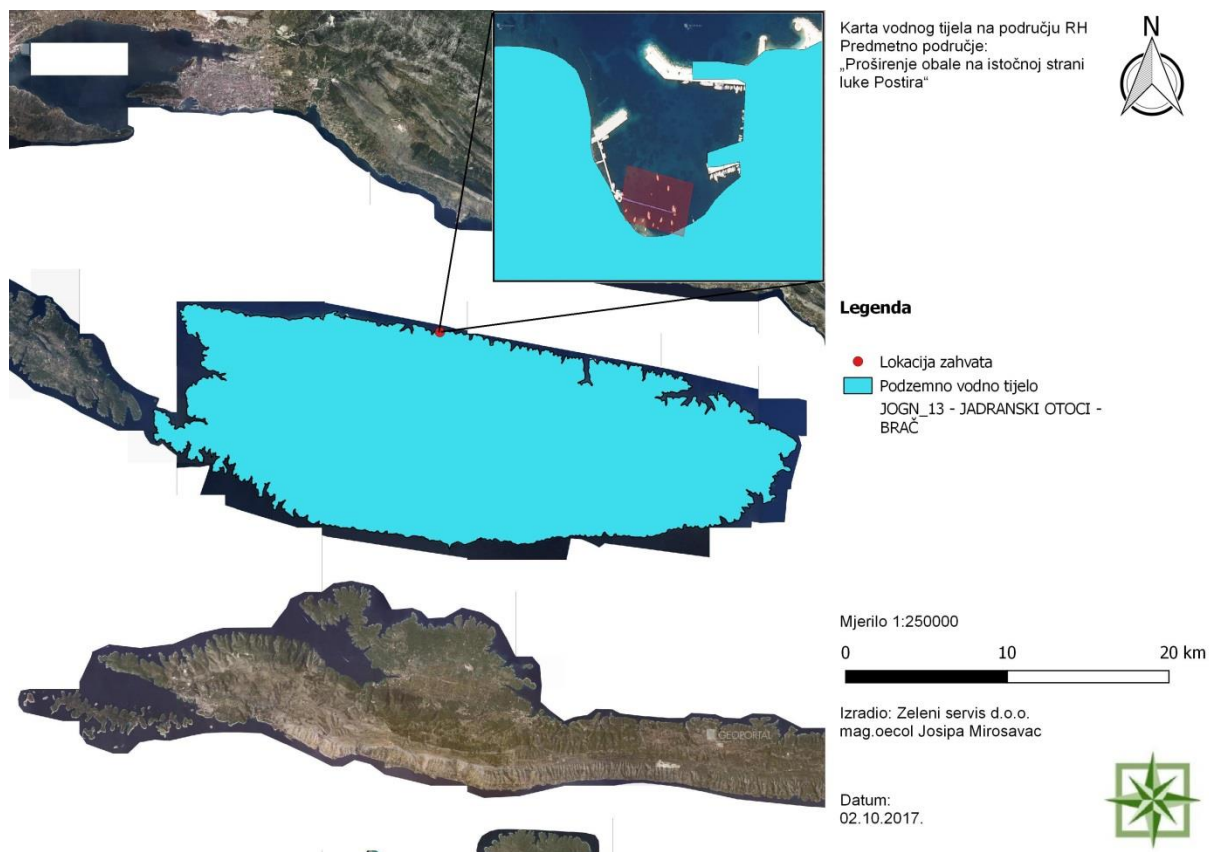 Karta vodnog tijela na području RH
Predmetno područje:
„Proširenje obale na istočnoj strani
luke Postira“
N
Legenda
Lokacija zahvata
Podzemno vodno tijelo
JOGN_13 - JADRANSKI OTOCI -
BRAČ
Mjerilo 1:250000
0 10 20 km
Izradio: Zeleni servis d.o.o.
mag.oecol Josipa Mirosavac
GEOPORTAL
Datum:
02.10.2017.